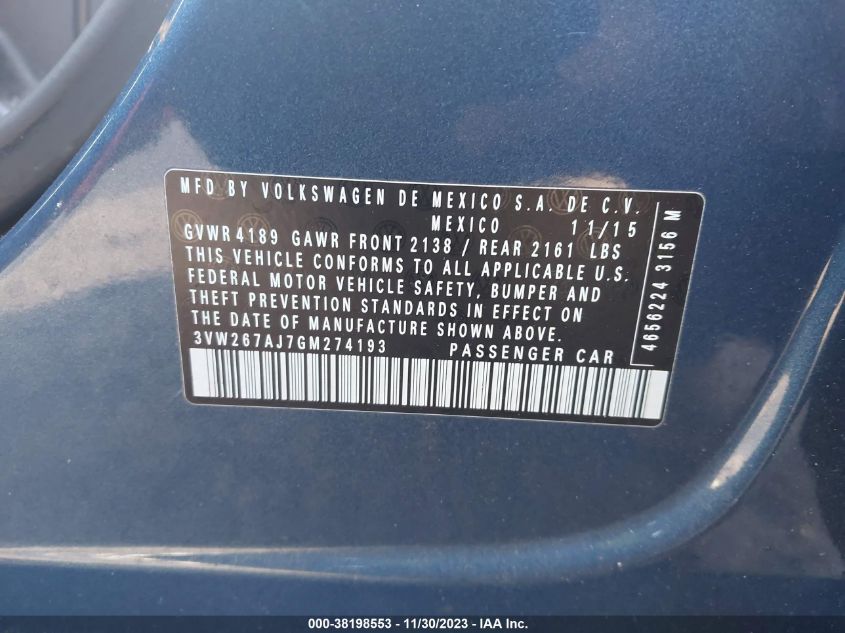 MFD BY VOLKSWAGEN DE MEXICO S.A. DE C.V.
MEXICO 11/15
GVWR 4189 GAWR FRONT 2138 / REAR 2161 LBS
THIS VEHICLE CONFORMS TO ALL APPLICABLE U.S.
FEDERAL MOTOR VEHICLE SAFETY, BUMPER AND
THEFT PREVENTION STANDARDS IN EFFECT ON
THE DATE OF MANUFACTURE SHOWN ABOVE.
3VW267AJ7GM274193 PASSENGER CAR
4656224 3156 M
000-38198553 - 11/30/2023 - IAA Inc.